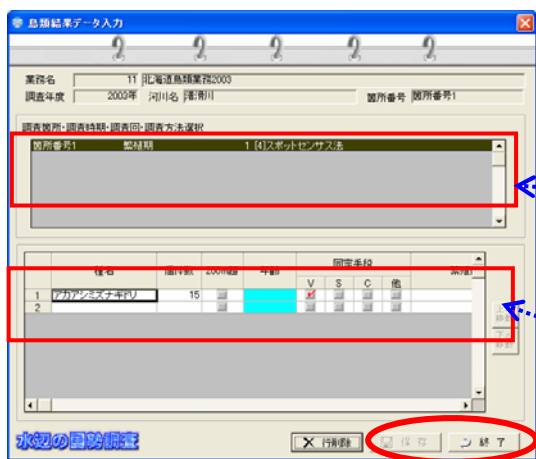 鳥類結果データ入力
業務名 11 北海道鳥類業務2003
調査年度 2003年 河川名 箇所番号 箇所番号1
調査箇所・調査時期・調査回・調査方法選択
箇所番号1 繁殖期 1 [4]スポットセンサス法
種名 個体数 年齢 同定手段
V S C 他
1 アカアシミズナギドリ 15
2
水辺の国勢調査 行削除 保存 終了